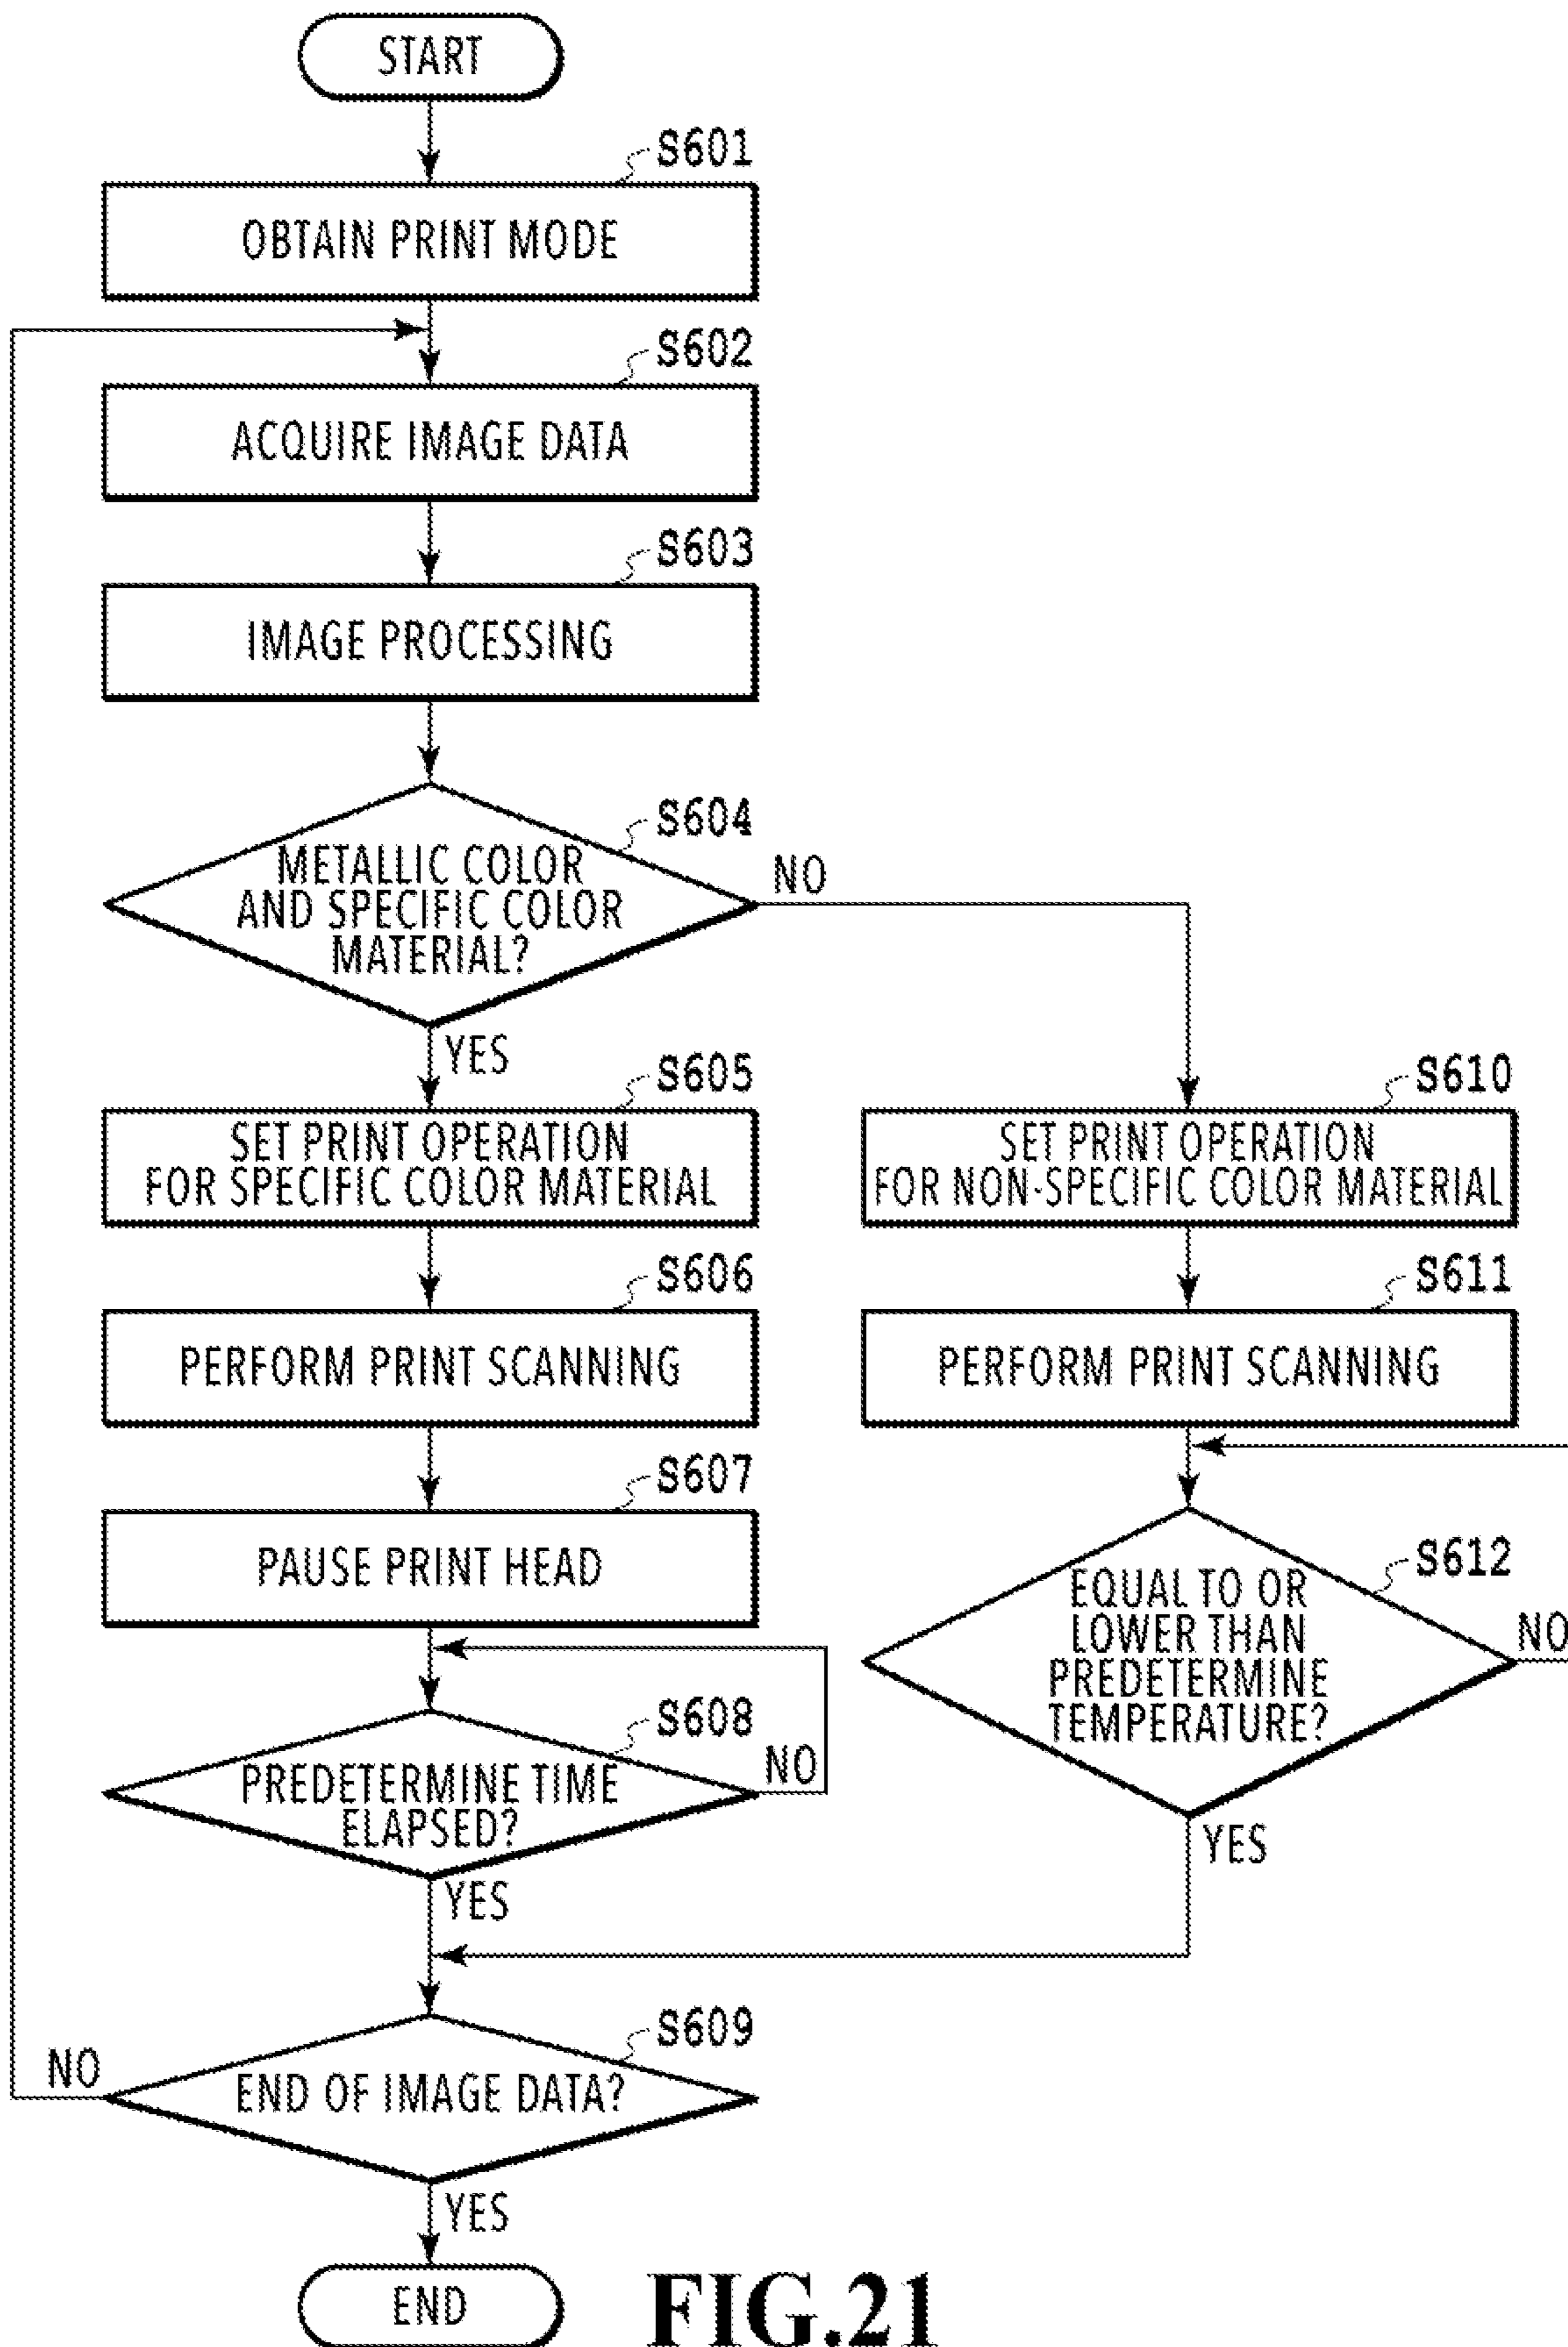 START
S601
OBTAIN PRINT MODE
S602
ACQUIRE IMAGE DATA
S603
IMAGE PROCESSING
S604
METALLIC COLOR
AND SPECIFIC COLOR
MATERIAL?
NO
YES
S605
SET PRINT OPERATION
FOR SPECIFIC COLOR MATERIAL
S606
PERFORM PRINT SCANNING
S607
PAUSE PRINT HEAD
S608
PREDETERMINE TIME
ELAPSED?
NO
YES
S610
SET PRINT OPERATION
FOR NON-SPECIFIC COLOR MATERIAL
S611
PERFORM PRINT SCANNING
S612
EQUAL TO OR
LOWER THAN
PREDETERMINE
TEMPERATURE?
NO
YES
S609
END OF IMAGE DATA?
NO
YES
END
FIG.21